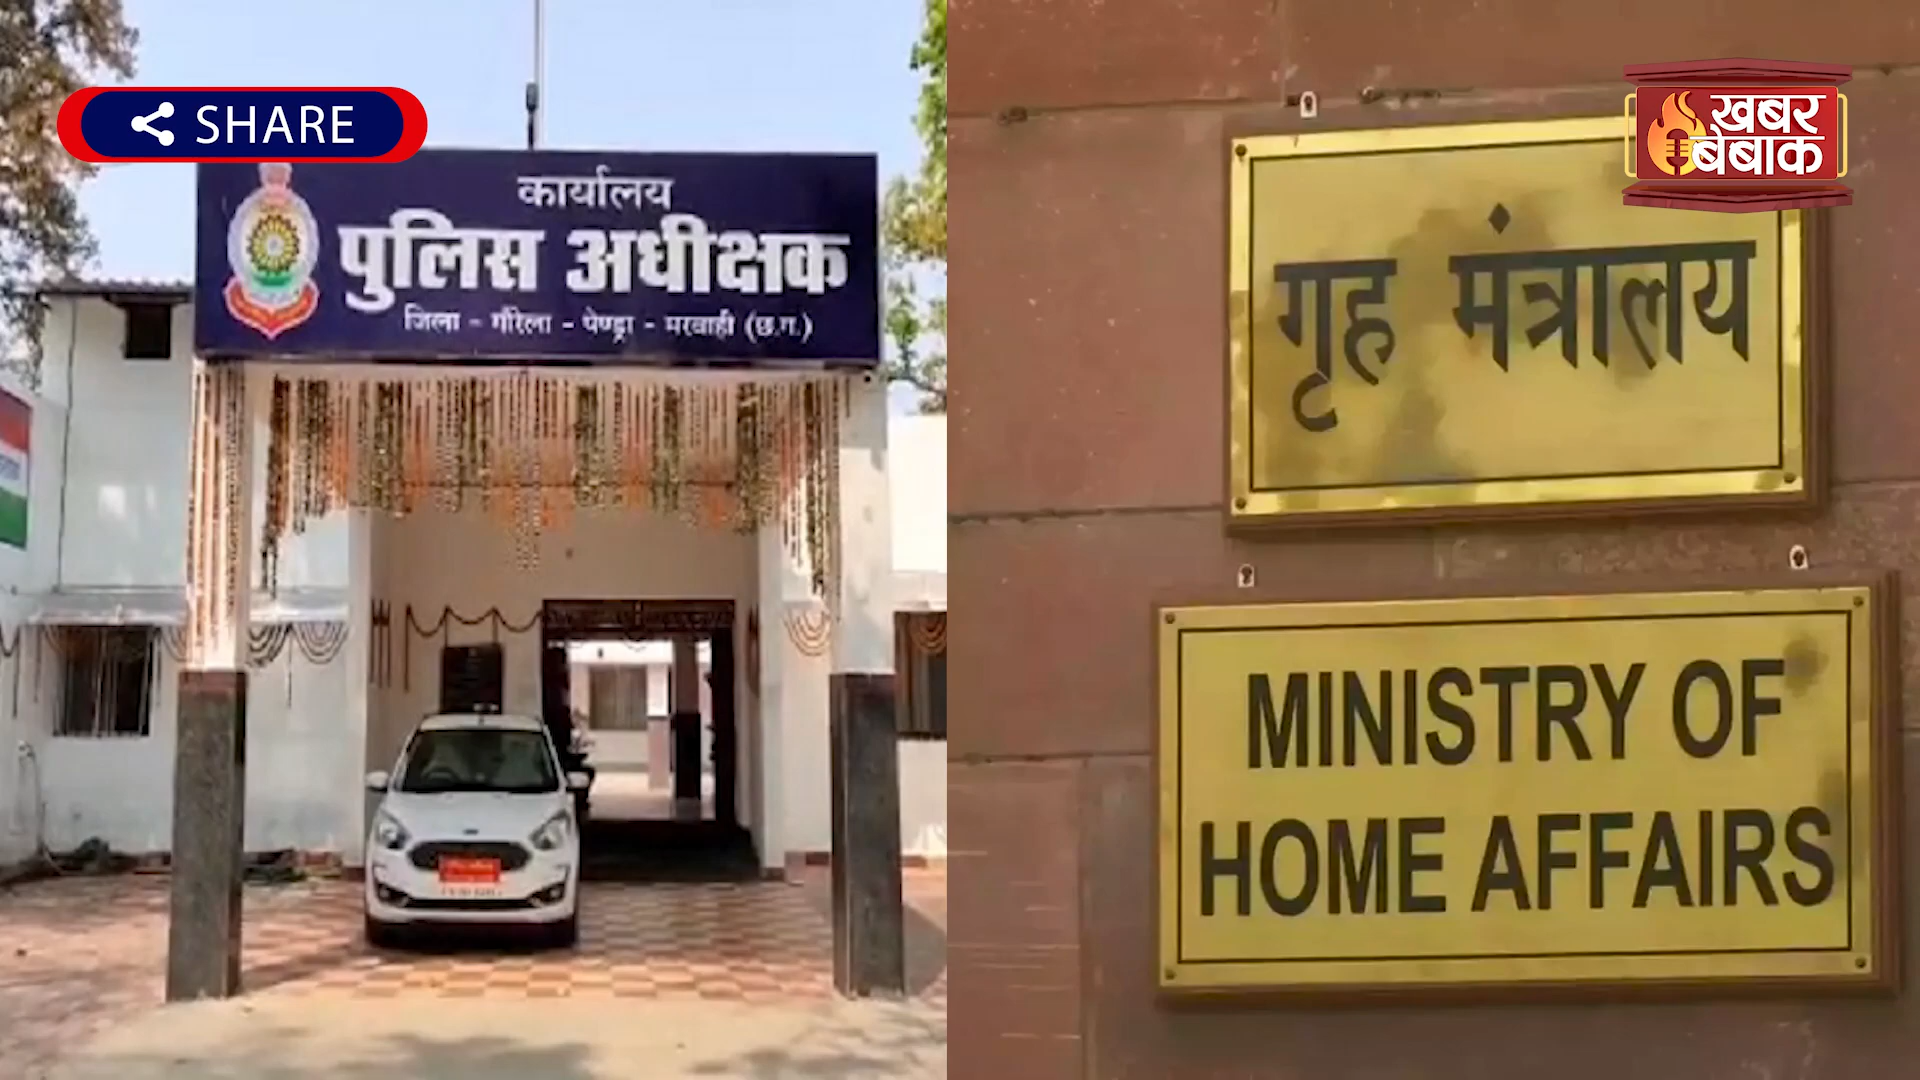 SHARE
कार्यालय
पुलिस अधीक्षक
जिला - गौरेला - पेण्ड्रा - मरवाही (छ.ग.)
खबर
बेबाक
गृह मंत्रालय
MINISTRY OF
HOME AFFAIRS